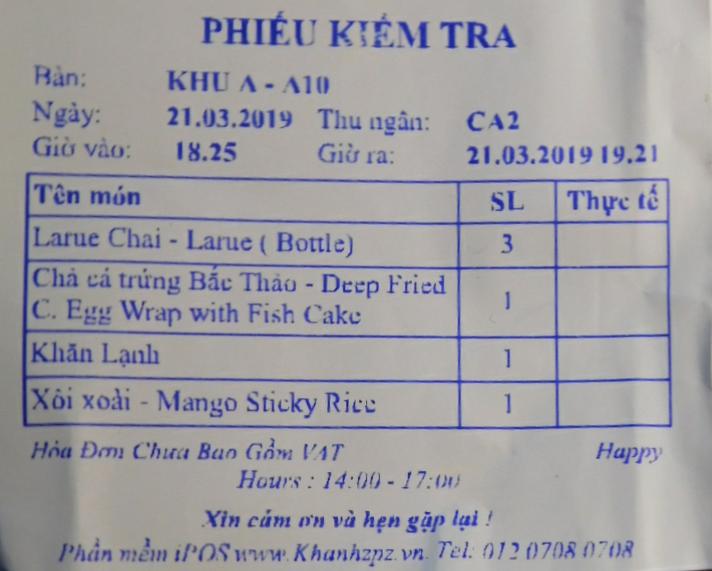 PHIẾU KIỂM TRA
Bàn: KHU A - A10
Ngày: 21.03.2019 Thu ngân: CA2
Giờ vào: 18.25 Giờ ra: 21.03.2019 19.21
Tên món SL Thực tế
Larue Chai - Larue ( Bottle) 3
Chả cá trứng Bắc Thảo - Deep Fried
C. Egg Wrap with Fish Cake 1
Khăn Lạnh 1
Xôi xoài - Mango Sticky Rice 1
Hóa Đơn Chưa Bao Gồm VAT Happy
Hours : 14:00 - 17:00
Xin cám ơn và hẹn gặp lại !
Phần mềm iPOS www.Khanhzpz.vn. Tel: 012 0708 0708